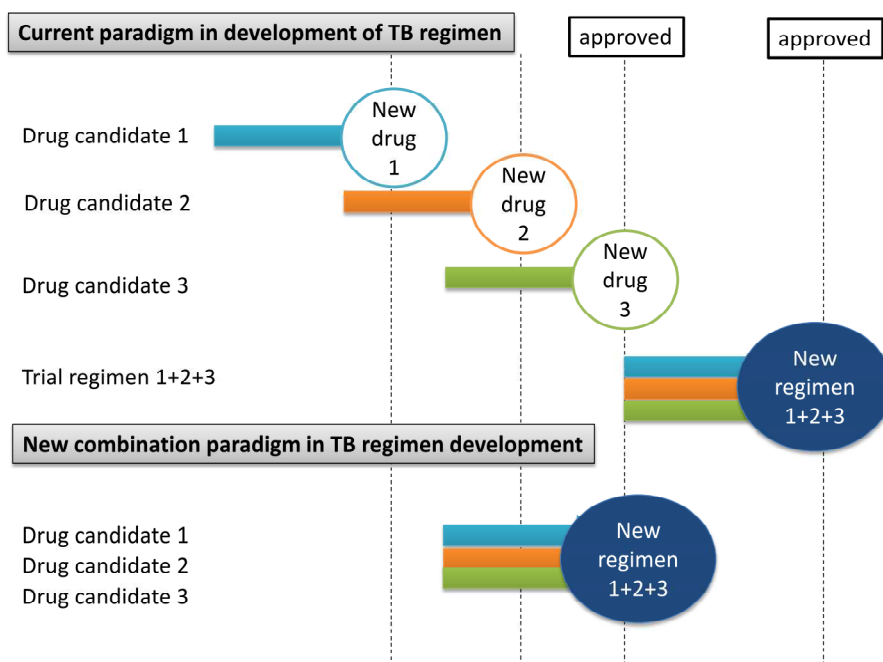 Current paradigm in development of TB regimen
approved
approved
Drug candidate 1
New
drug
1
Drug candidate 2
New
drug
2
Drug candidate 3
New
drug
3
Trial regimen 1+2+3
New
regimen
1+2+3
New combination paradigm in TB regimen development
Drug candidate 1
Drug candidate 2
Drug candidate 3
New
regimen
1+2+3